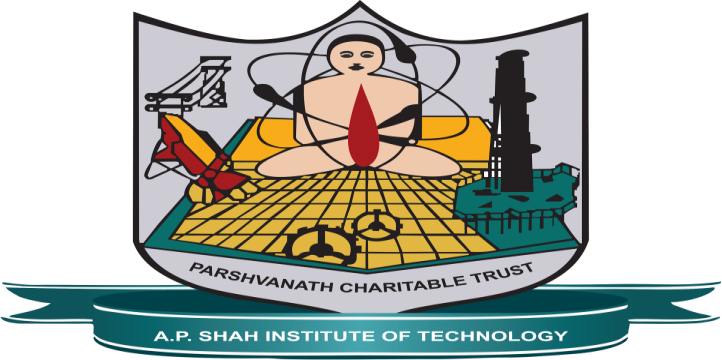 PARSHVANATH CHARITABLE TRUST
A.P. SHAH INSTITUTE OF TECHNOLOGY